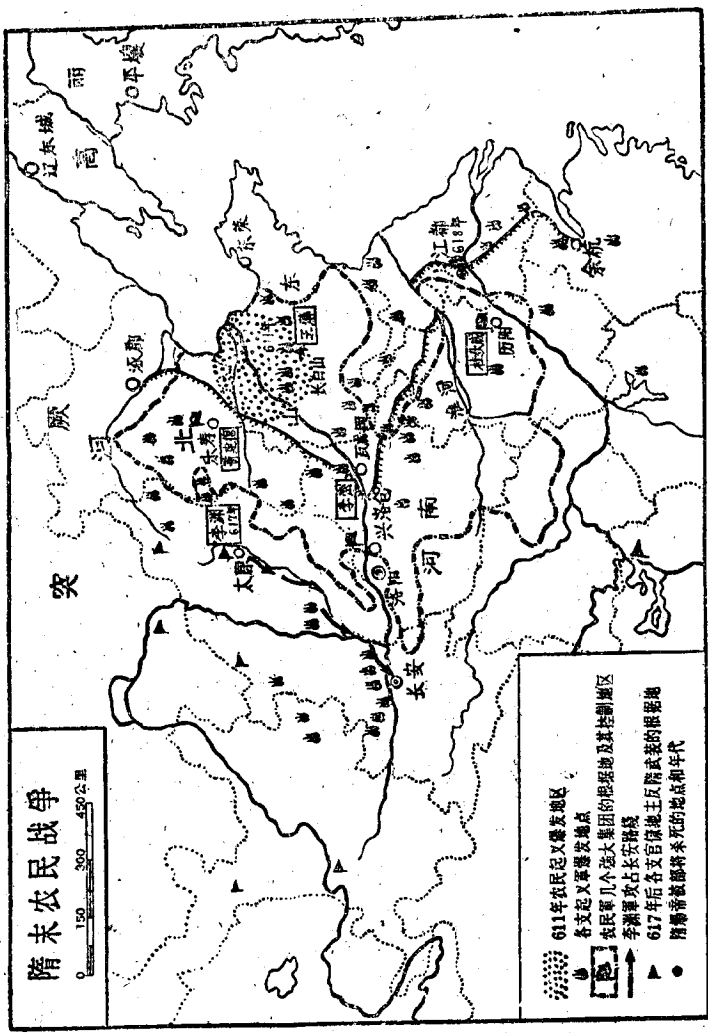 隋末农民战争
0 150 300 450公里
突
厥
高
丽
辽东城
平壤
涿郡
河
北
乐寿
窦建德
李渊
617年
太原
东莱
山
东
611年
王薄
长白山
瓦岗
李密
兴洛仓
洛阳
河
南
长安
江都
618年
杜伏威
历阳
余杭
611年农民起义爆发地区
各支起义军爆发地点
农民军几个强大集团的根据地及其控制地区
李渊军攻占长安路线
617年后各支官僚地主反隋武装的根据地
隋炀帝被部将杀死的地点和年代